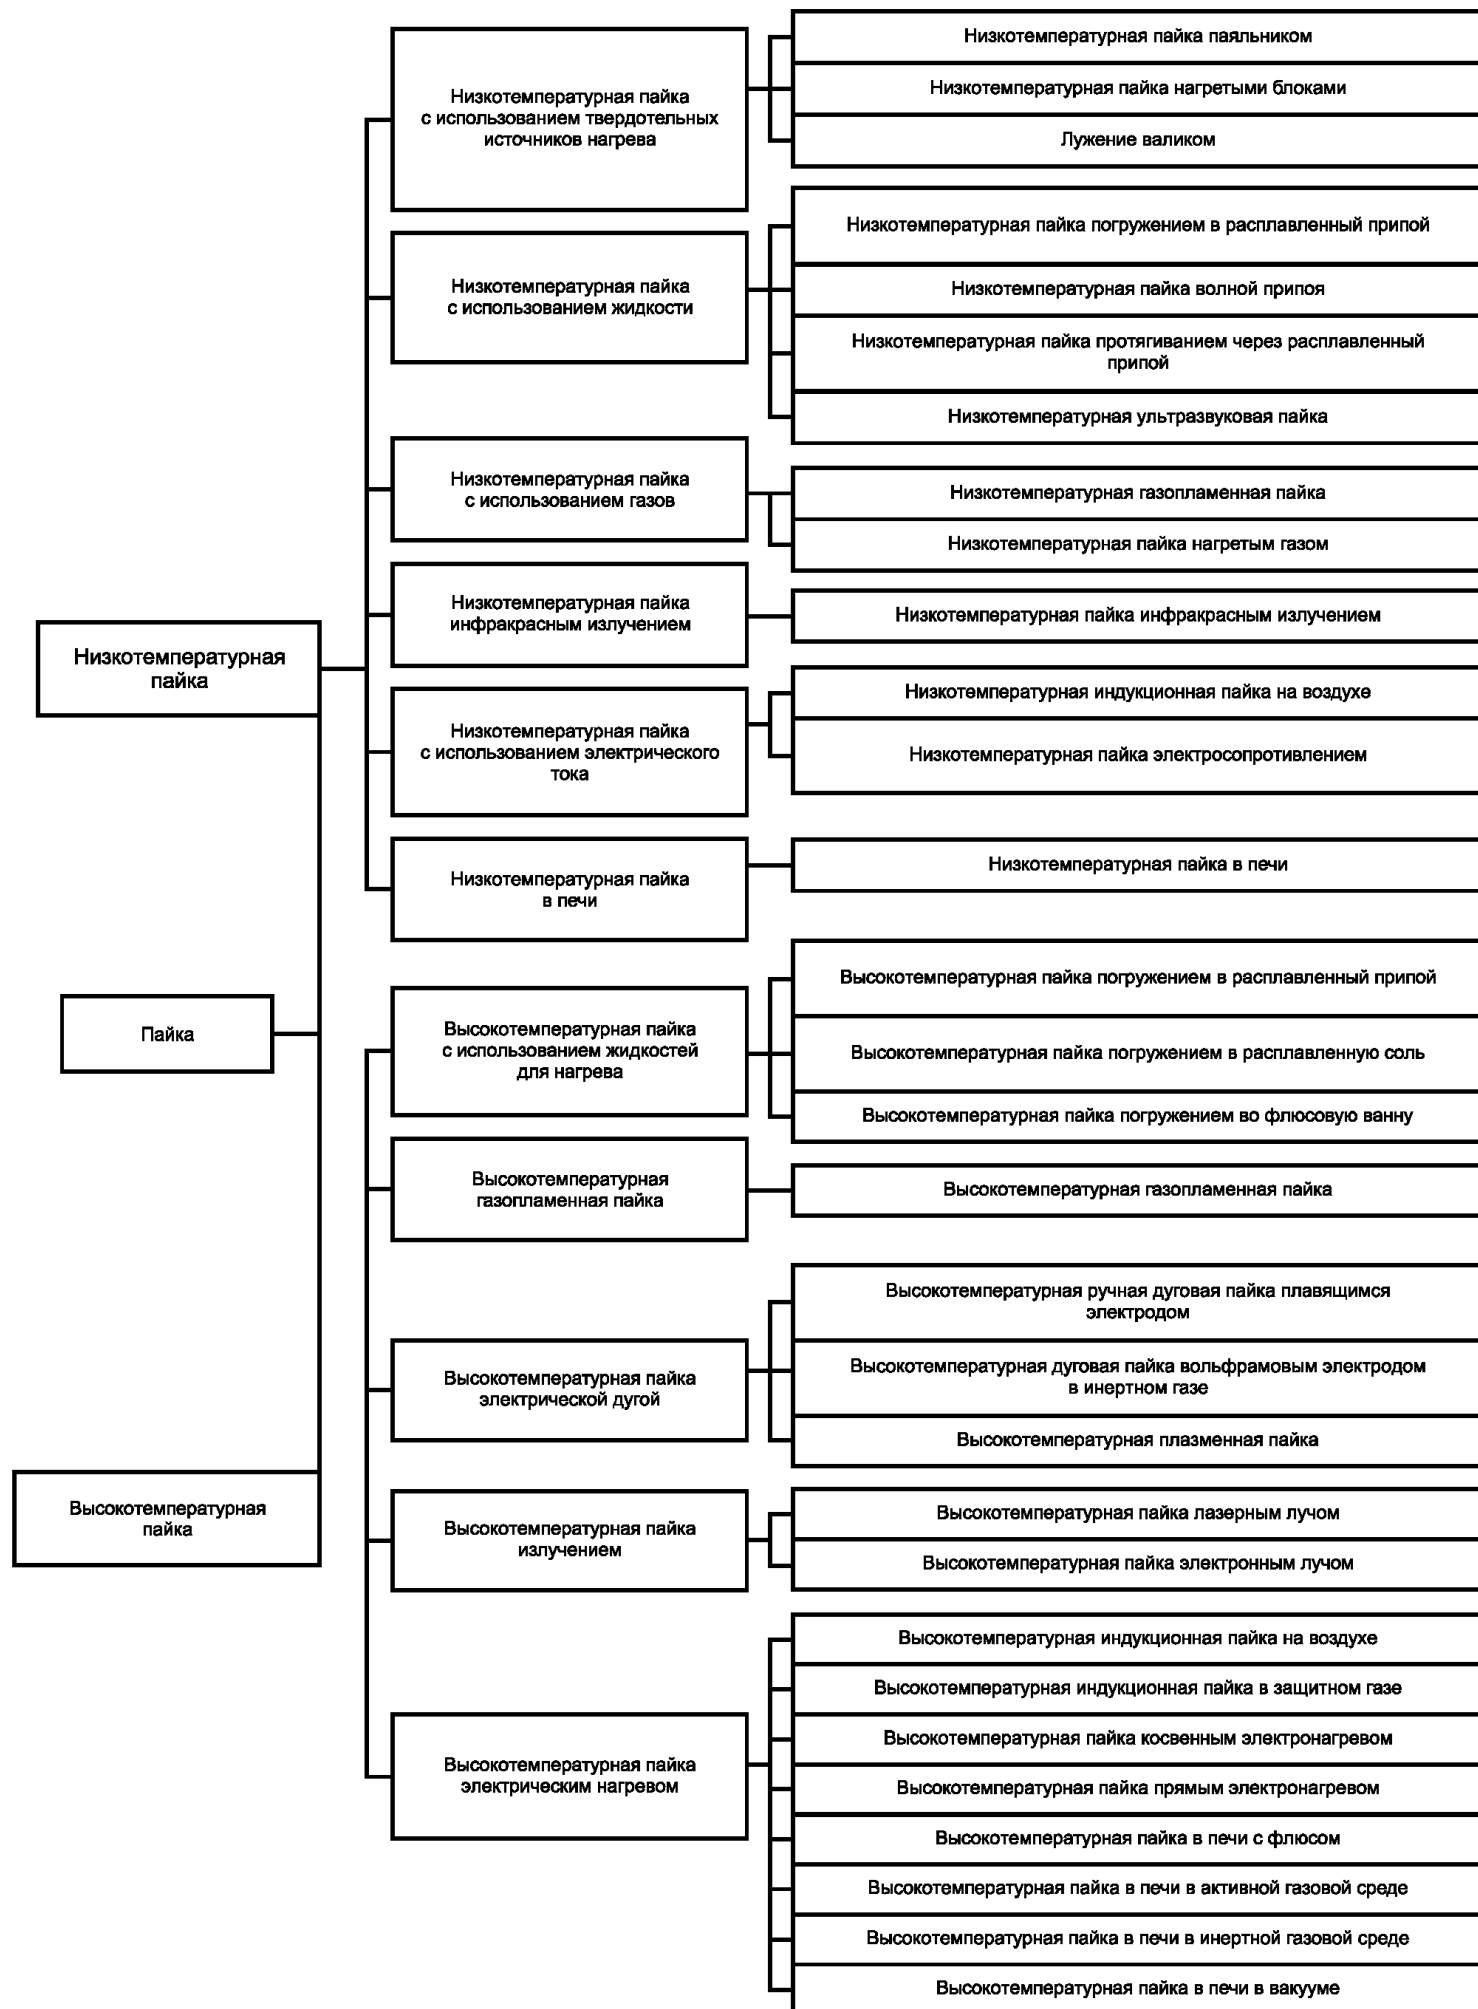 Пайка
Низкотемпературная
пайка
Низкотемпературная пайка
с использованием твердотельных
источников нагрева
Низкотемпературная пайка паяльником
Низкотемпературная пайка нагретыми блоками
Лужение валиком
Низкотемпературная пайка
с использованием жидкости
Низкотемпературная пайка погружением в расплавленный припой
Низкотемпературная пайка волной припоя
Низкотемпературная пайка протягиванием через расплавленный
припой
Низкотемпературная ультразвуковая пайка
Низкотемпературная пайка
с использованием газов
Низкотемпературная газопламенная пайка
Низкотемпературная пайка нагретым газом
Низкотемпературная пайка
инфракрасным излучением
Низкотемпературная пайка инфракрасным излучением
Низкотемпературная пайка
с использованием электрического
тока
Низкотемпературная индукционная пайка на воздухе
Низкотемпературная пайка электросопротивлением
Низкотемпературная пайка
в печи
Низкотемпературная пайка в печи
Высокотемпературная
пайка
Высокотемпературная пайка
с использованием жидкостей
для нагрева
Высокотемпературная пайка погружением в расплавленный припой
Высокотемпературная пайка погружением в расплавленную соль
Высокотемпературная пайка погружением во флюсовую ванну
Высокотемпературная
газопламенная пайка
Высокотемпературная газопламенная пайка
Высокотемпературная пайка
электрической дугой
Высокотемпературная ручная дуговая пайка плавящимся
электродом
Высокотемпературная дуговая пайка вольфрамовым электродом
в инертном газе
Высокотемпературная плазменная пайка
Высокотемпературная пайка
излучением
Высокотемпературная пайка лазерным лучом
Высокотемпературная пайка электронным лучом
Высокотемпературная пайка
электрическим нагревом
Высокотемпературная индукционная пайка на воздухе
Высокотемпературная индукционная пайка в защитном газе
Высокотемпературная пайка косвенным электронагревом
Высокотемпературная пайка прямым электронагревом
Высокотемпературная пайка в печи с флюсом
Высокотемпературная пайка в печи в активной газовой среде
Высокотемпературная пайка в печи в инертной газовой среде
Высокотемпературная пайка в печи в вакууме